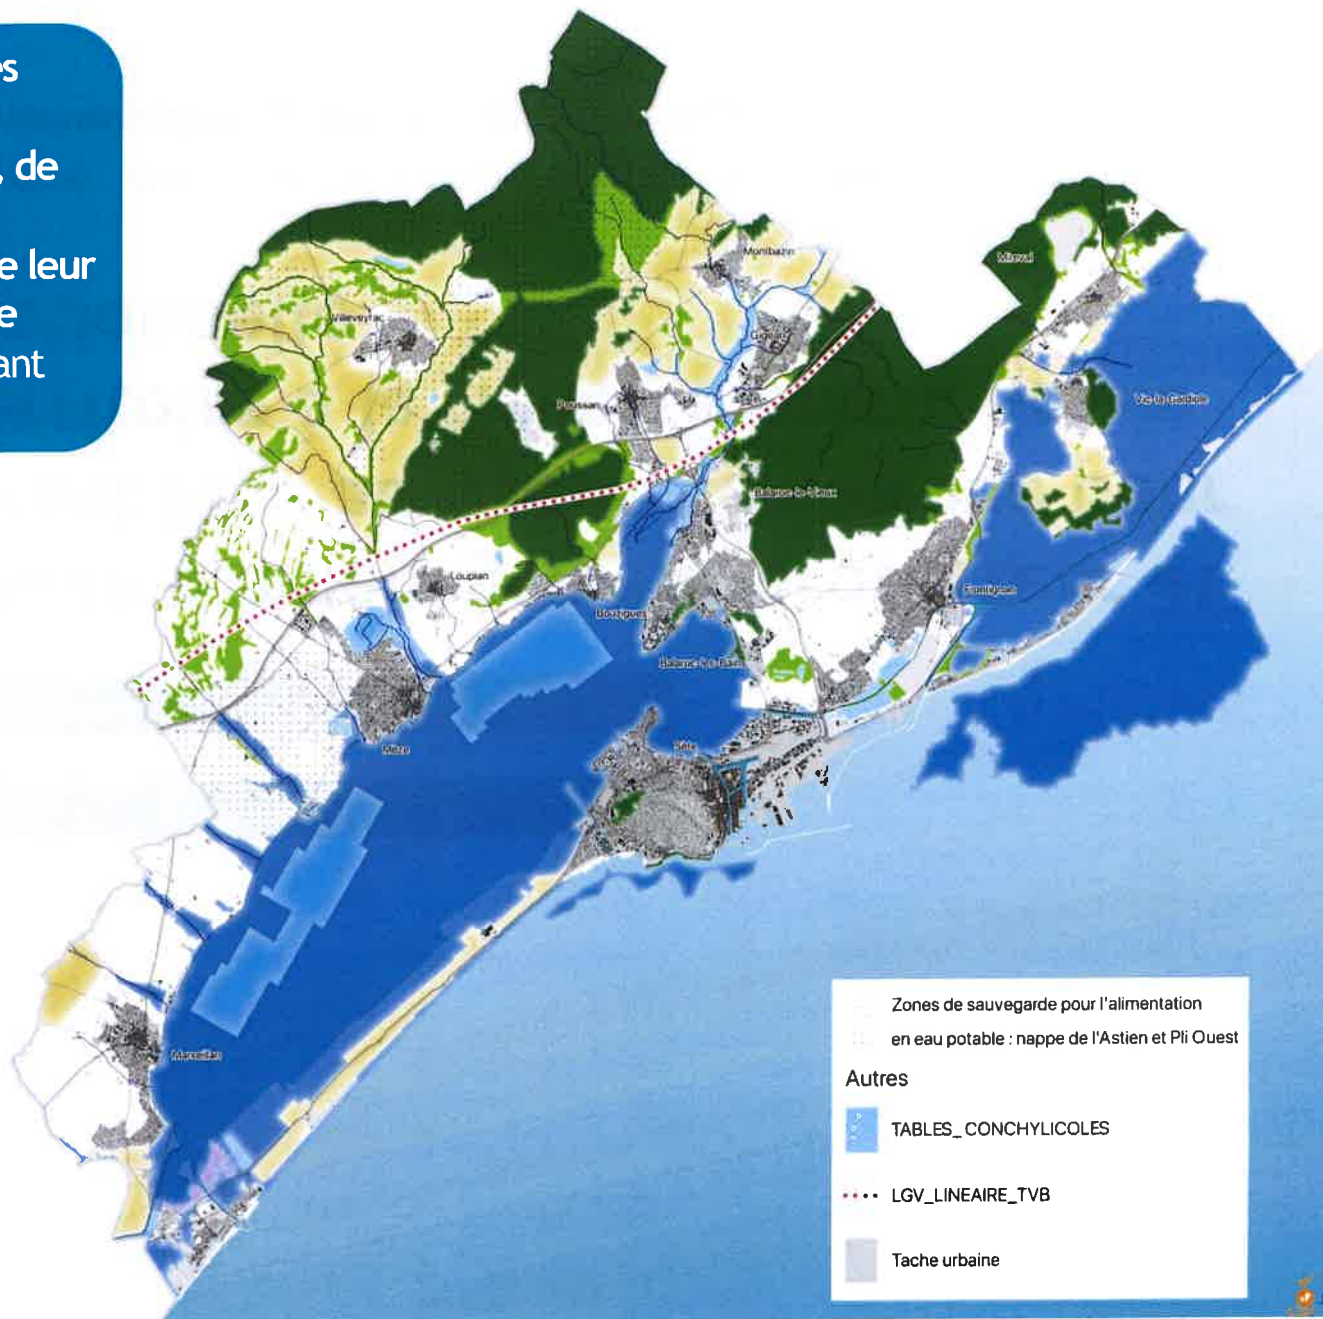 es
, de
e leur
e
ant
Montbazin
Mireval
Villeveyrac
Gigean
Poussan
Vic-la-Gardiole
Balaruc-le-Vieux
Loupian
Frontignan
Bouzigues
Balaruc-les-Bains
Sète
Mèze
Marseillan
Zones de sauvegarde pour l'alimentation
en eau potable : nappe de l'Astien et Pli Ouest
Autres
TABLES_CONCHYLICOLES
LGV_LINEAIRE_TVB
Tache urbaine